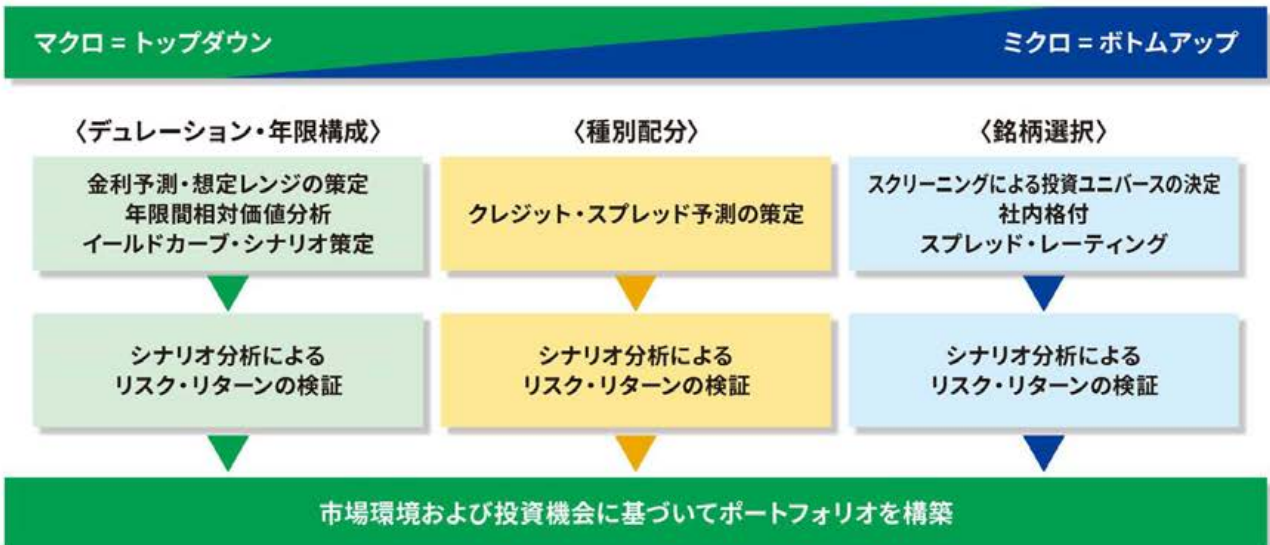 マクロ = トップダウン
ミクロ = ボトムアップ
〈デュレーション・年限構成〉
金利予測・想定レンジの策定
年限間相対価値分析
イールドカーブ・シナリオ策定
シナリオ分析による
リスク・リターンの検証
〈種別配分〉
クレジット・スプレッド予測の策定
シナリオ分析による
リスク・リターンの検証
〈銘柄選択〉
スクリーニングによる投資ユニバースの決定
社内格付
スプレッド・レーティング
シナリオ分析による
リスク・リターンの検証
市場環境および投資機会に基づいてポートフォリオを構築